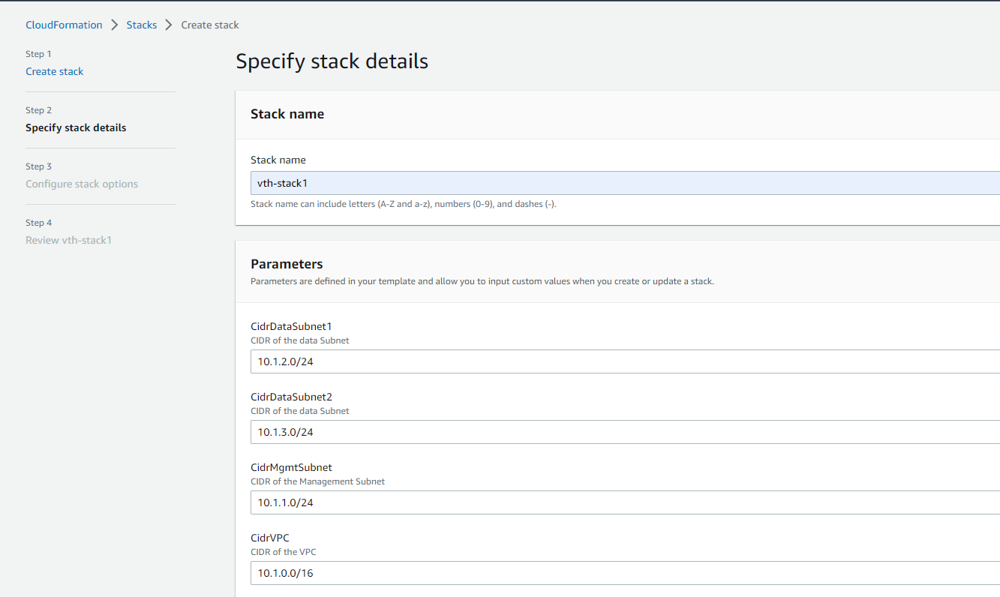 CloudFormation > Stacks > Create stack
Step 1
Create stack
Step 2
Specify stack details
Step 3
Configure stack options
Step 4
Review vth-stack1
Specify stack details
Stack name
Stack name
vth-stack1
Stack name can include letters (A-Z and a-z), numbers (0-9), and dashes (-).
Parameters
Parameters are defined in your template and allow you to input custom values when you create or update a stack.
CidrDataSubnet1
CIDR of the data Subnet
10.1.2.0/24
CidrDataSubnet2
CIDR of the data Subnet
10.1.3.0/24
CidrMgmtSubnet
CIDR of the Management Subnet
10.1.1.0/24
CidrVPC
CIDR of the VPC
10.1.0.0/16